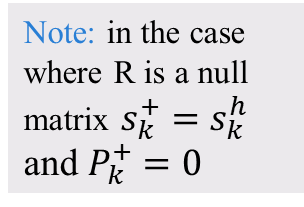 Note: in the case
where R is a null
matrix $s_k^+ = s_k^h$
and $P_k^+ = 0$